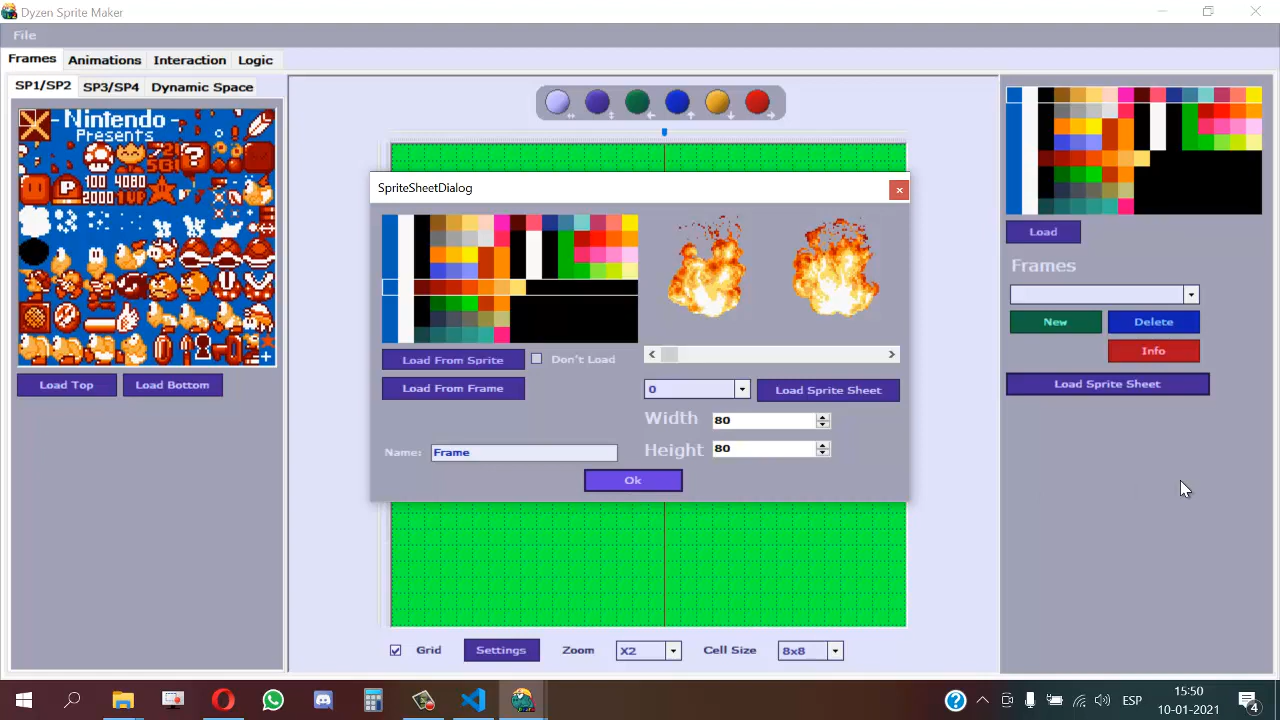 Dyzen Sprite Maker
File
Frames Animations Interaction Logic
SP1/SP2 SP3/SP4 Dynamic Space
- Nintendo -
Presents
?
P
100 4080
2000 1UP
Load Top Load Bottom
SpriteSheetDialog
Load From Sprite Don't Load
Load From Frame
0 Load Sprite Sheet
Width 80
Height 80
Name: Frame
Ok
Grid Settings Zoom X2 Cell Size 8x8
Load
Frames
New Delete
Info
Load Sprite Sheet
ESP
15:50
10-01-2021
4